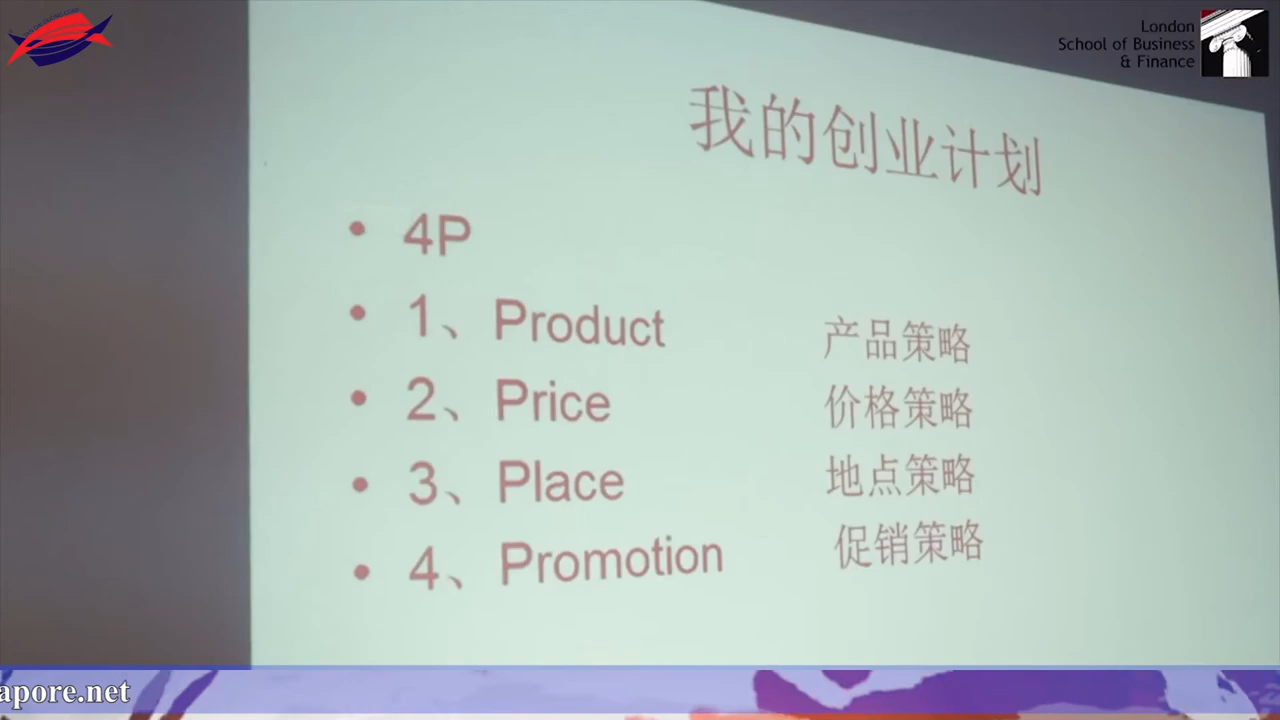 London
School of Business
& Finance
我的创业计划
• 4P
• 1、Product 产品策略
• 2、Price 价格策略
• 3、Place 地点策略
• 4、Promotion 促销策略
apore.net